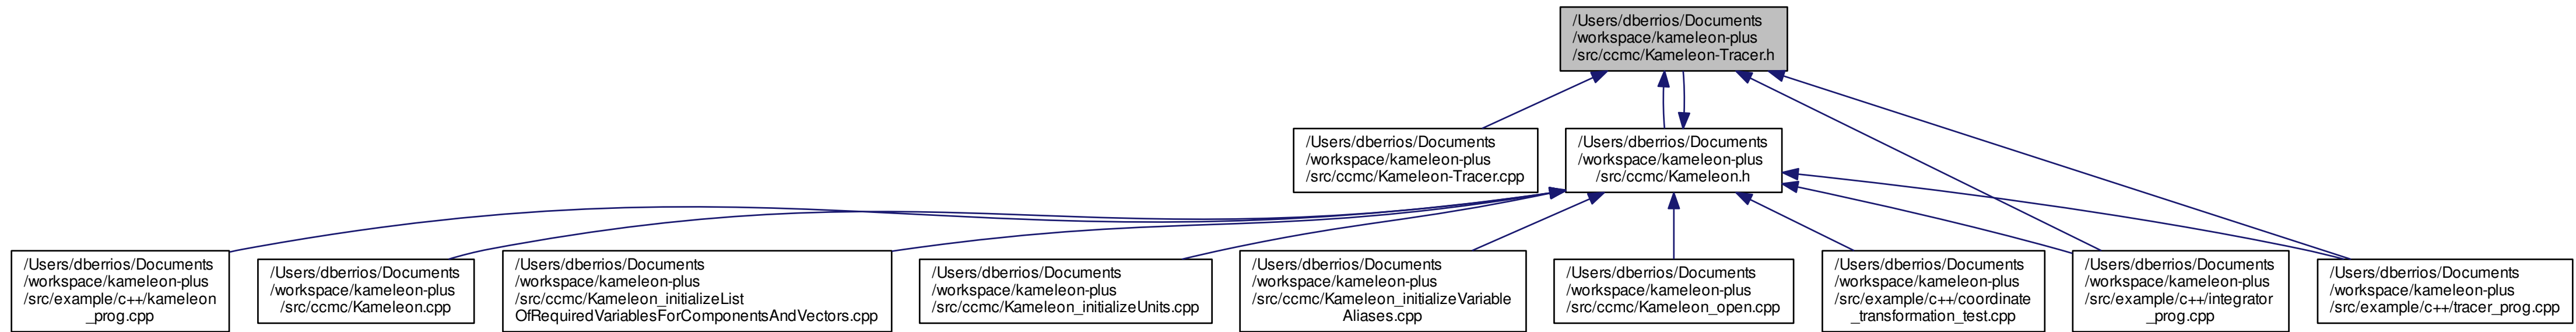 /Users/dberrios/Documents
/workspace/kameleon-plus
/src/ccmc/Kameleon-Tracer.h
/Users/dberrios/Documents
/workspace/kameleon-plus
/src/ccmc/Kameleon-Tracer.cpp
/Users/dberrios/Documents
/workspace/kameleon-plus
/src/ccmc/Kameleon.h
/Users/dberrios/Documents
/workspace/kameleon-plus
/src/example/c++/kameleon
_prog.cpp
/Users/dberrios/Documents
/workspace/kameleon-plus
/src/ccmc/Kameleon.cpp
/Users/dberrios/Documents
/workspace/kameleon-plus
/src/ccmc/Kameleon_initializeList
OfRequiredVariablesForComponentsAndVectors.cpp
/Users/dberrios/Documents
/workspace/kameleon-plus
/src/ccmc/Kameleon_initializeUnits.cpp
/Users/dberrios/Documents
/workspace/kameleon-plus
/src/ccmc/Kameleon_initializeVariable
Aliases.cpp
/Users/dberrios/Documents
/workspace/kameleon-plus
/src/ccmc/Kameleon_open.cpp
/Users/dberrios/Documents
/workspace/kameleon-plus
/src/example/c++/coordinate
_transformation_test.cpp
/Users/dberrios/Documents
/workspace/kameleon-plus
/src/example/c++/integrator
_prog.cpp
/Users/dberrios/Documents
/workspace/kameleon-plus
/src/example/c++/tracer_prog.cpp